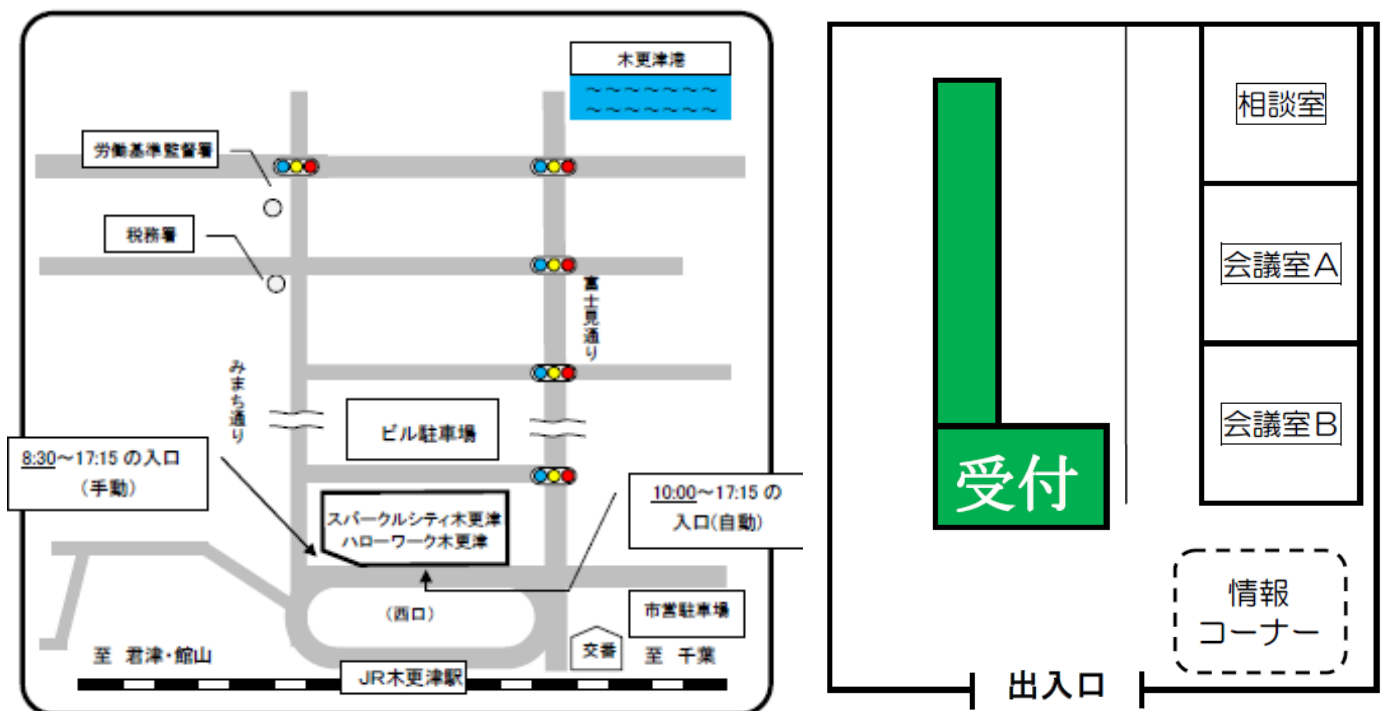 木更津港
労働基準監督署
税務署
富士見通り
みまち通り
ビル駐車場
8:30～17:15 の入口
(手動)
10:00～17:15 の
入口(自動)
スパークルシティ木更津
ハローワーク木更津
(西口)
市営駐車場
交番
至 君津・館山
至 千葉
JR木更津駅
相談室
会議室A
会議室B
受付
情報
コーナー
出入口